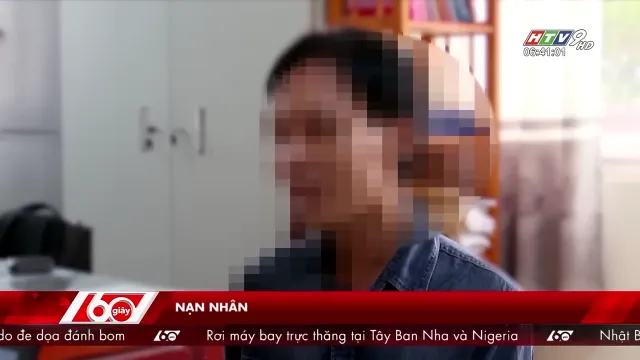 HTV9 HD
06:41:01
60 giây
NẠN NHÂN
do đe dọa đánh bom 60 Rơi máy bay trực thăng tại Tây Ban Nha và Nigeria 60 Nhật B